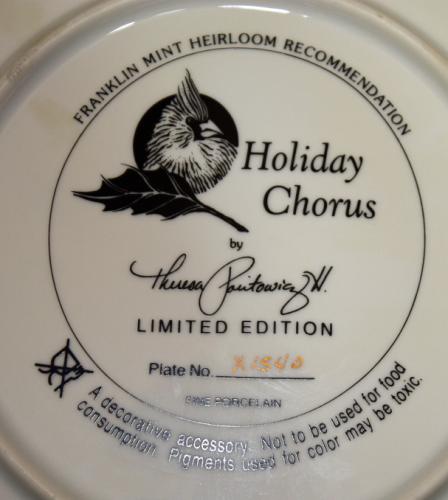 FRANKLIN MINT HEIRLOOM RECOMMENDATION
Holiday
Chorus
by
LIMITED EDITION
Plate No. X1540
FINE PORCELAIN
A decorative accessory. Not to be used for food
consumption. Pigments used for color may be toxic.